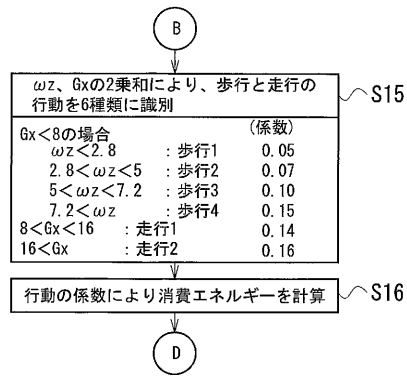 B
ωz、Gxの2乗和により、歩行と走行の
行動を6種類に識別
S15
(係数)
Gx<8の場合
ωz<2.8 :歩行1 0.05
2.8<ωz<5 :歩行2 0.07
5<ωz<7.2 :歩行3 0.10
7.2<ωz :歩行4 0.15
8<Gx<16 :走行1 0.14
16<Gx :走行2 0.16
行動の係数により消費エネルギーを計算
S16
D